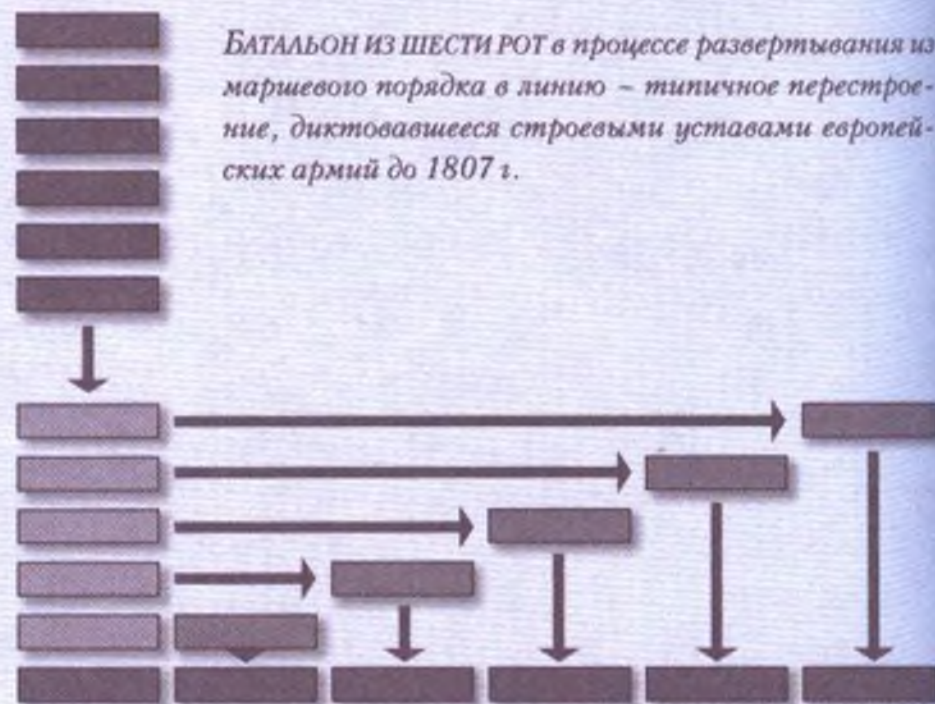 БАТАЛЬОН ИЗ ШЕСТИ РОТ в процессе развертывания из
маршевого порядка в линию – типичное перестрое-
ние, диктовавшееся строевыми уставами европей-
ских армий до 1807 г.